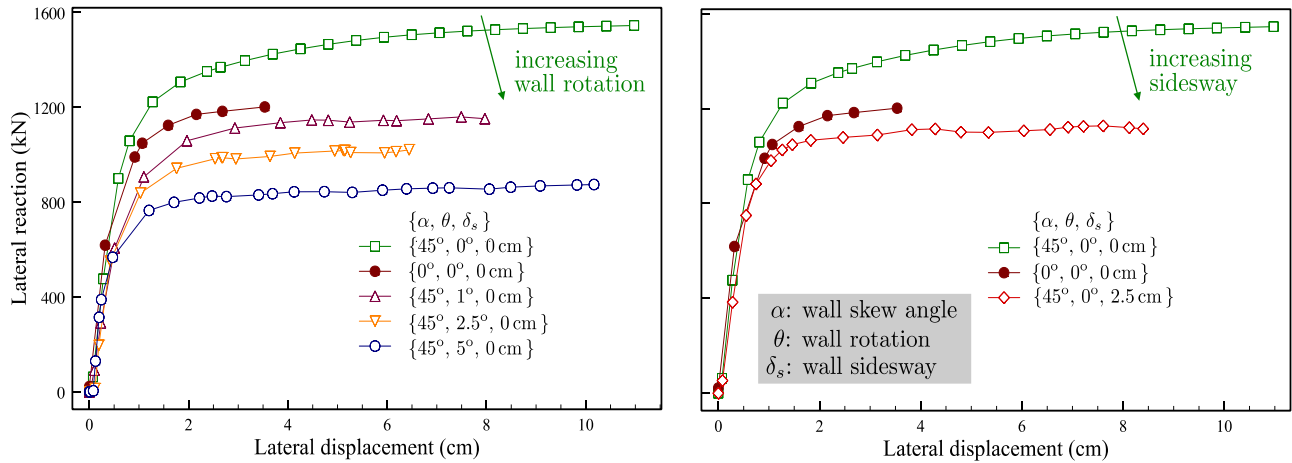 1600
1200
800
400
0
Lateral reaction (kN)
increasing
wall rotation
{α, θ, δₛ}
{45°, 0°, 0 cm}
{0°, 0°, 0 cm}
{45°, 1°, 0 cm}
{45°, 2.5°, 0 cm}
{45°, 5°, 0 cm}
0 2 4 6 8 10
Lateral displacement (cm)
increasing
sidesway
{α, θ, δₛ}
{45°, 0°, 0 cm}
{0°, 0°, 0 cm}
{45°, 0°, 2.5 cm}
α: wall skew angle
θ: wall rotation
δₛ: wall sidesway
0 2 4 6 8 10
Lateral displacement (cm)